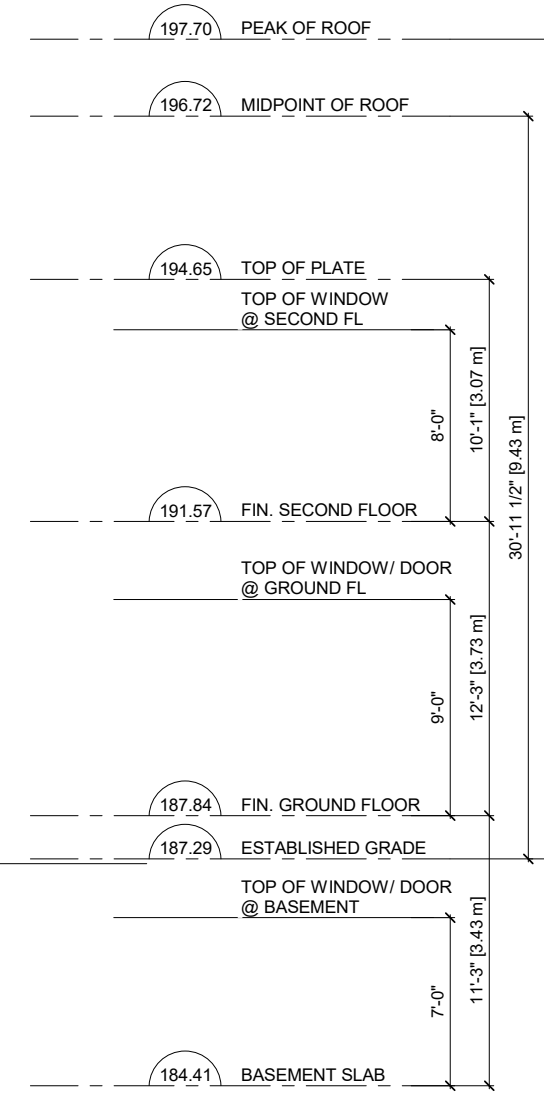 197.70 PEAK OF ROOF
196.72 MIDPOINT OF ROOF
194.65 TOP OF PLATE
TOP OF WINDOW
@ SECOND FL
8'-0"
10'-1" [3.07 m]
30'-11 1/2" [9.43 m]
191.57 FIN. SECOND FLOOR
TOP OF WINDOW/ DOOR
@ GROUND FL
9'-0"
12'-3" [3.73 m]
187.84 FIN. GROUND FLOOR
187.29 ESTABLISHED GRADE
TOP OF WINDOW/ DOOR
@ BASEMENT
7'-0"
11'-3" [3.43 m]
184.41 BASEMENT SLAB